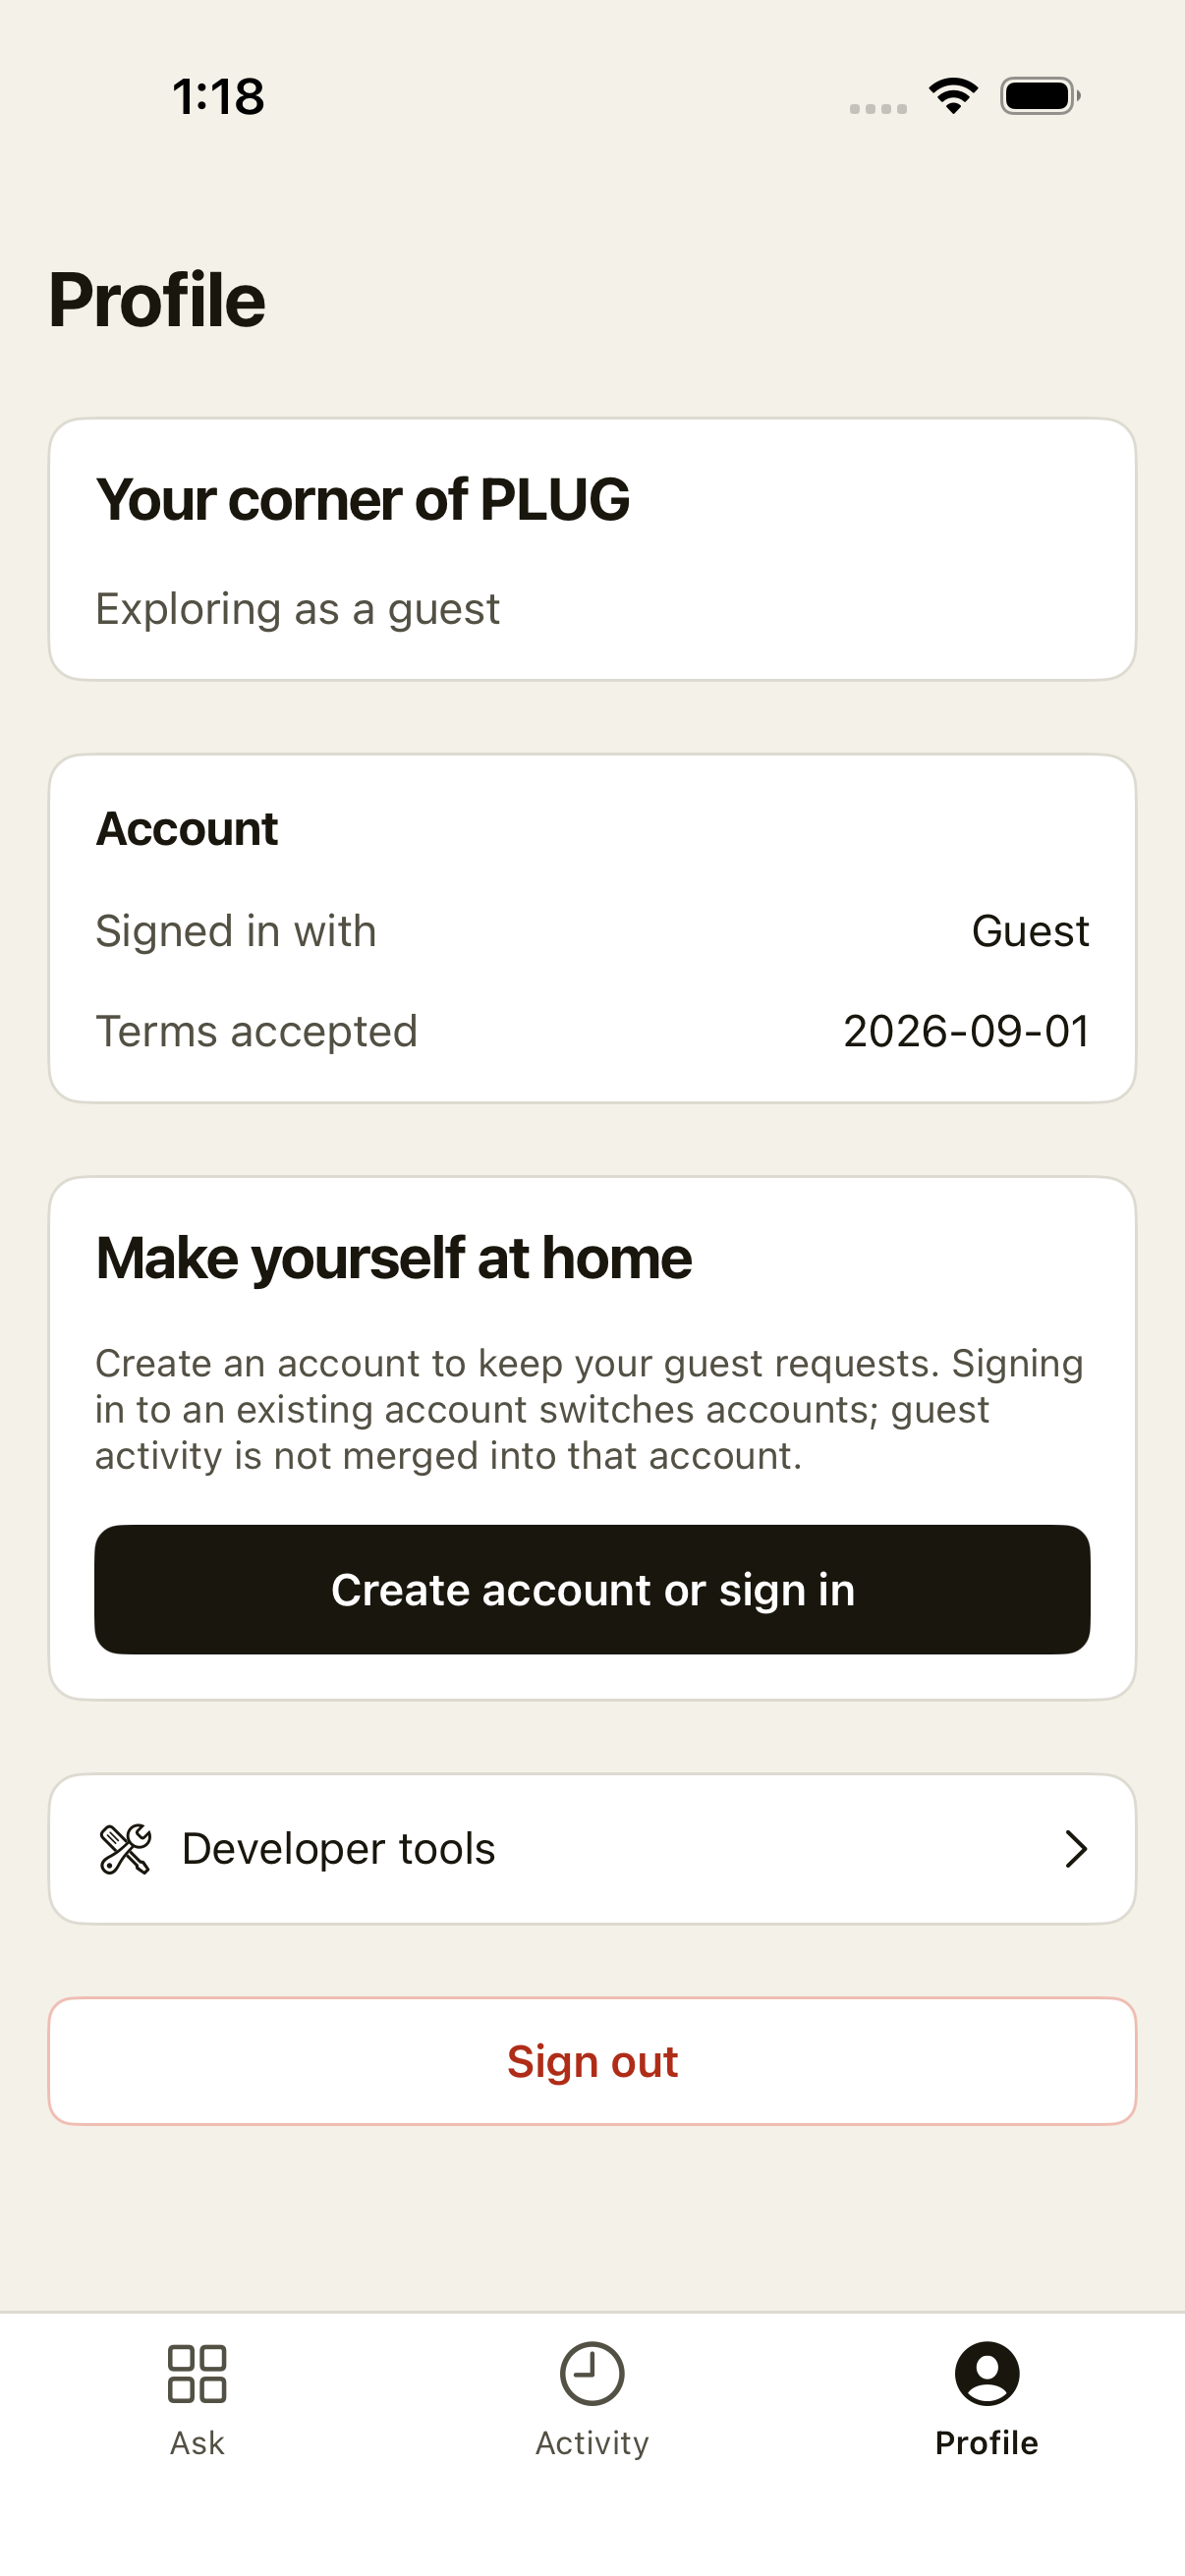 1:18
Profile
Your corner of PLUG
Exploring as a guest
Account
Signed in with Guest
Terms accepted 2026-09-01
Make yourself at home
Create an account to keep your guest requests. Signing
in to an existing account switches accounts; guest
activity is not merged into that account.
Create account or sign in
Developer tools
Sign out
Ask Activity Profile